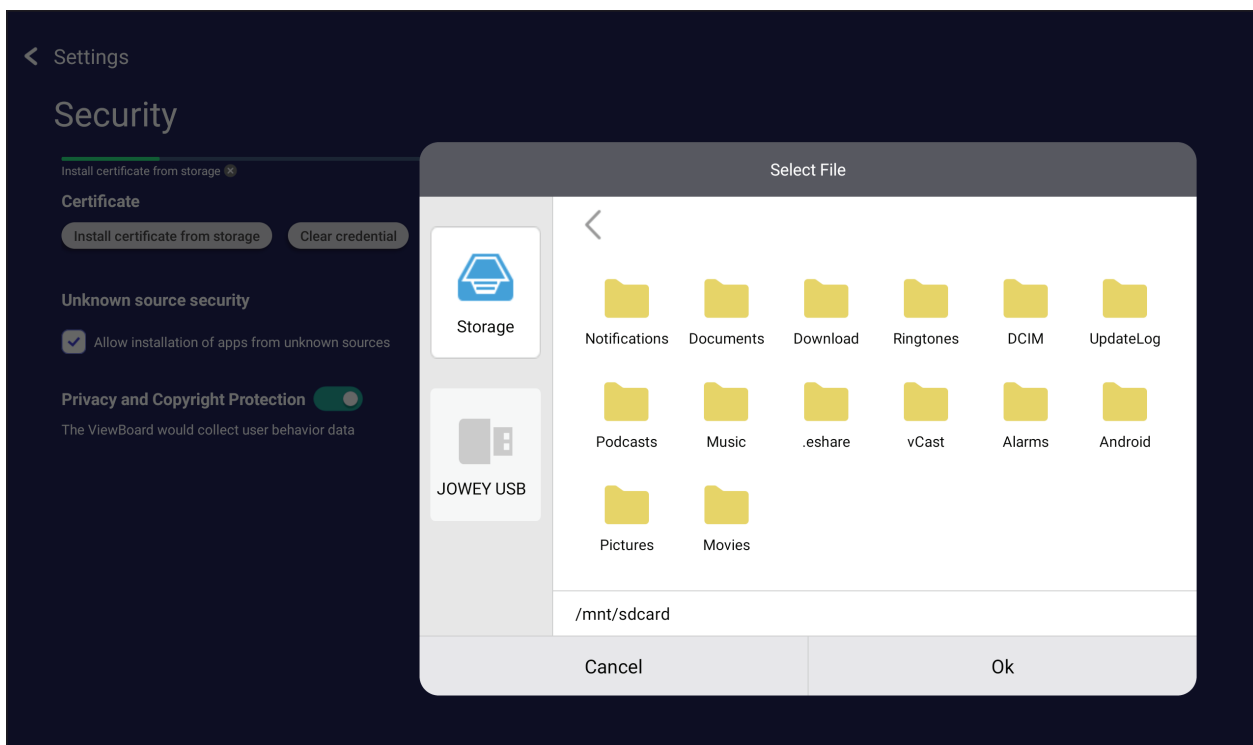 Settings
Security
Install certificate from storage
Certificate
Install certificate from storage Clear credential
Unknown source security
Allow installation of apps from unknown sources
Privacy and Copyright Protection
The ViewBoard would collect user behavior data
Select File
Storage
JOWEY USB
Notifications Documents Download Ringtones DCIM UpdateLog
Podcasts Music .eshare vCast Alarms Android
Pictures Movies
/mnt/sdcard
Cancel Ok